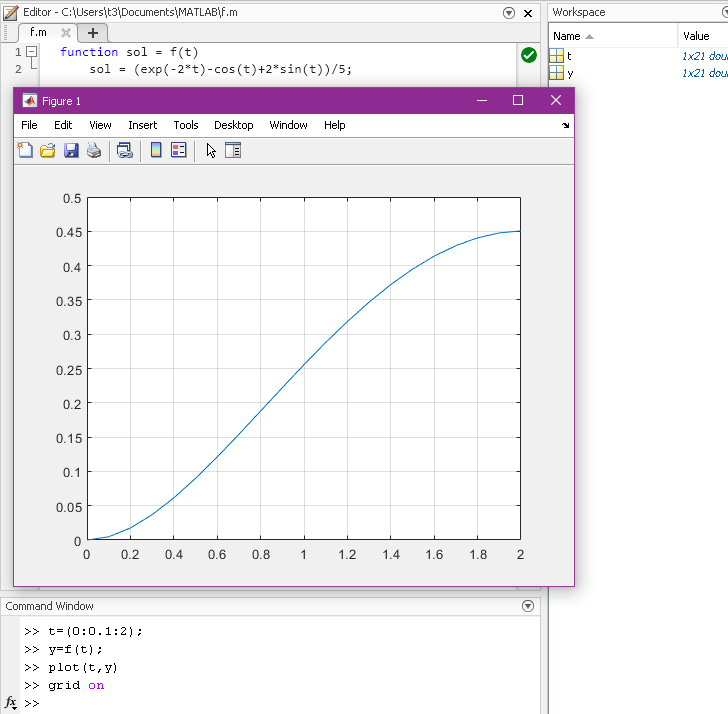 Editor - C:\Users\t3\Documents\MATLAB\f.m
f.m
1 function sol = f(t)
2 sol = (exp(-2*t)-cos(t)+2*sin(t))/5;
Workspace
Name Value
t 1x21 dou
y 1x21 dou
Figure 1
File Edit View Insert Tools Desktop Window Help
0.5
0.45
0.4
0.35
0.3
0.25
0.2
0.15
0.1
0.05
0
0 0.2 0.4 0.6 0.8 1 1.2 1.4 1.6 1.8 2
Command Window
>> t=(0:0.1:2);
>> y=f(t);
>> plot(t,y)
>> grid on
fx >>